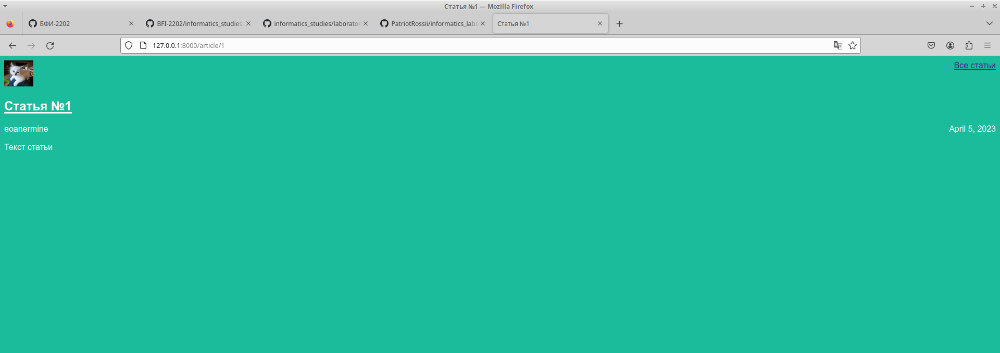 Статья №1 — Mozilla Firefox
БФИ-2202
BFI-2202/informatics_studies
informatics_studies/laborator
PatriotRossii/informatics_labo
Статья №1
127.0.0.1:8000/article/1
Все статьи
Статья №1
eoanermine
April 5, 2023
Текст статьи